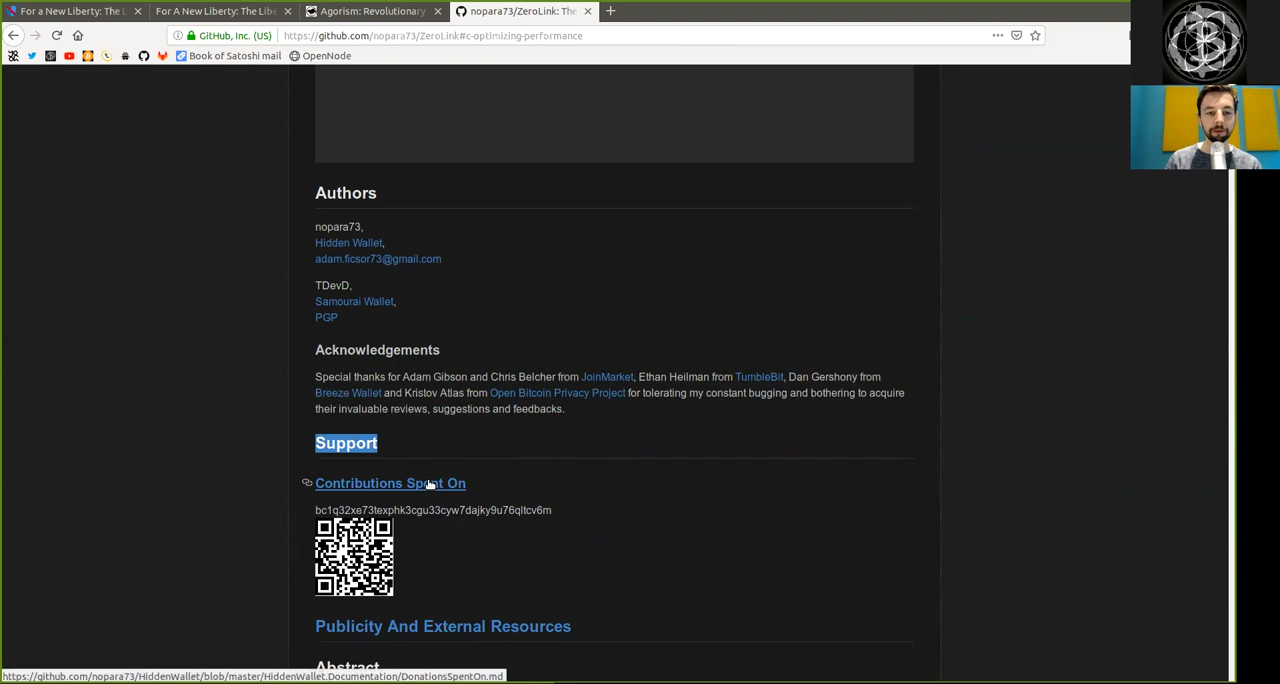 For a New Liberty: The L
For A New Liberty: The Libe
Agorism: Revolutionary
nopara73/ZeroLink: The
GitHub, Inc. (US)
https://github.com/nopara73/ZeroLink#c-optimizing-performance
Book of Satoshi mail
OpenNode
Authors
nopara73,
Hidden Wallet,
adam.ficsor73@gmail.com
TDevD,
Samourai Wallet,
PGP
Acknowledgements
Special thanks for Adam Gibson and Chris Belcher from JoinMarket, Ethan Heilman from TumbleBit, Dan Gershony from
Breeze Wallet and Kristov Atlas from Open Bitcoin Privacy Project for tolerating my constant bugging and bothering to acquire
their invaluable reviews, suggestions and feedbacks.
Support
Contributions Spent On
bc1q32xe73texphk3cgu33cyw7dajky9u76qltcv6m
Publicity And External Resources
Abstract
https://github.com/nopara73/HiddenWallet/blob/master/HiddenWallet.Documentation/DonationsSpentOn.md